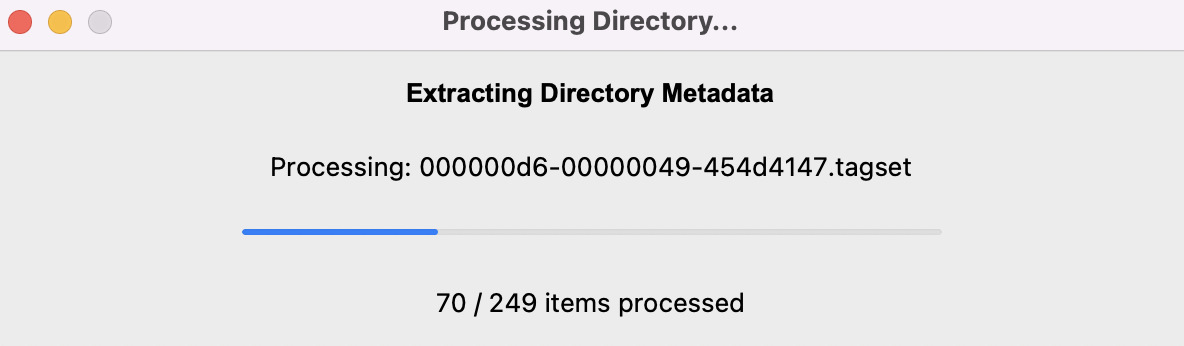 Processing Directory...
Extracting Directory Metadata
Processing: 000000d6-00000049-454d4147.tagset
70 / 249 items processed